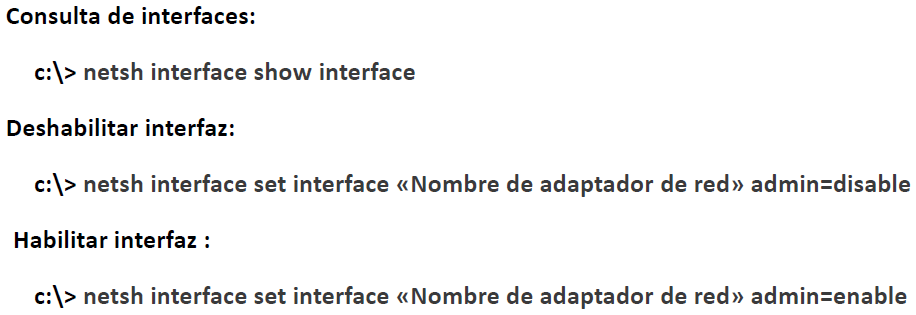 Consulta de interfaces:
c:\> netsh interface show interface
Deshabilitar interfaz:
c:\> netsh interface set interface «Nombre de adaptador de red» admin=disable
Habilitar interfaz :
c:\> netsh interface set interface «Nombre de adaptador de red» admin=enable